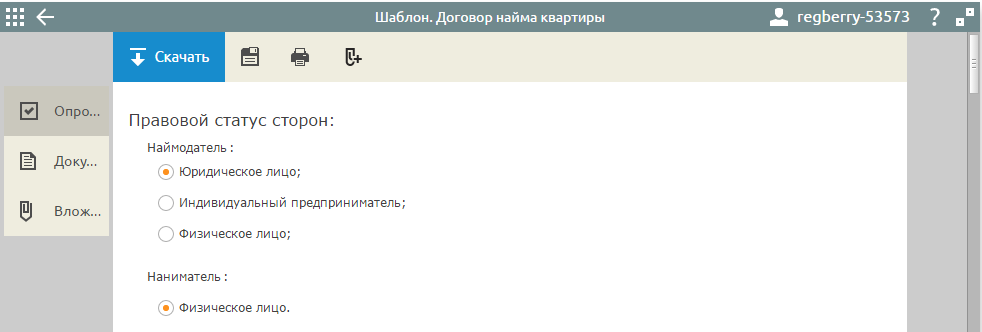 Шаблон. Договор найма квартиры
regberry-53573
?
Скачать
Опро...
Доку...
Влож...
Правовой статус сторон:
Наймодатель :
Юридическое лицо;
Индивидуальный предприниматель;
Физическое лицо;
Наниматель :
Физическое лицо.